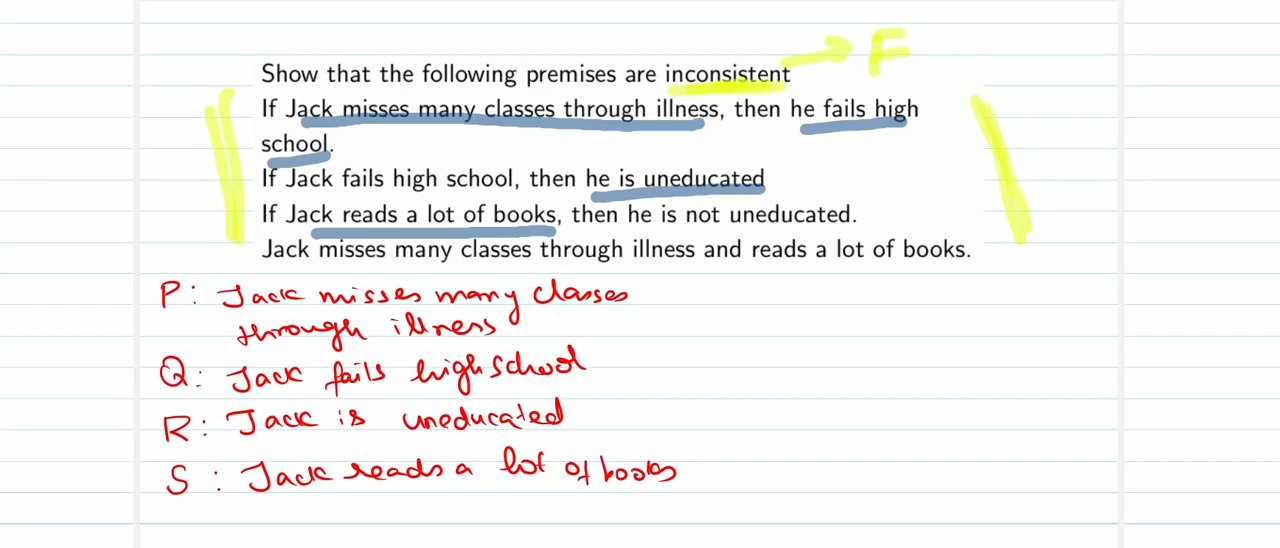 Show that the following premises are inconsistent → F
If Jack misses many classes through illness, then he fails high
school.
If Jack fails high school, then he is uneducated
If Jack reads a lot of books, then he is not uneducated.
Jack misses many classes through illness and reads a lot of books.
P: Jack misses many classes
through illness
Q: Jack fails high school
R: Jack is uneducated
S: Jack reads a lot of books